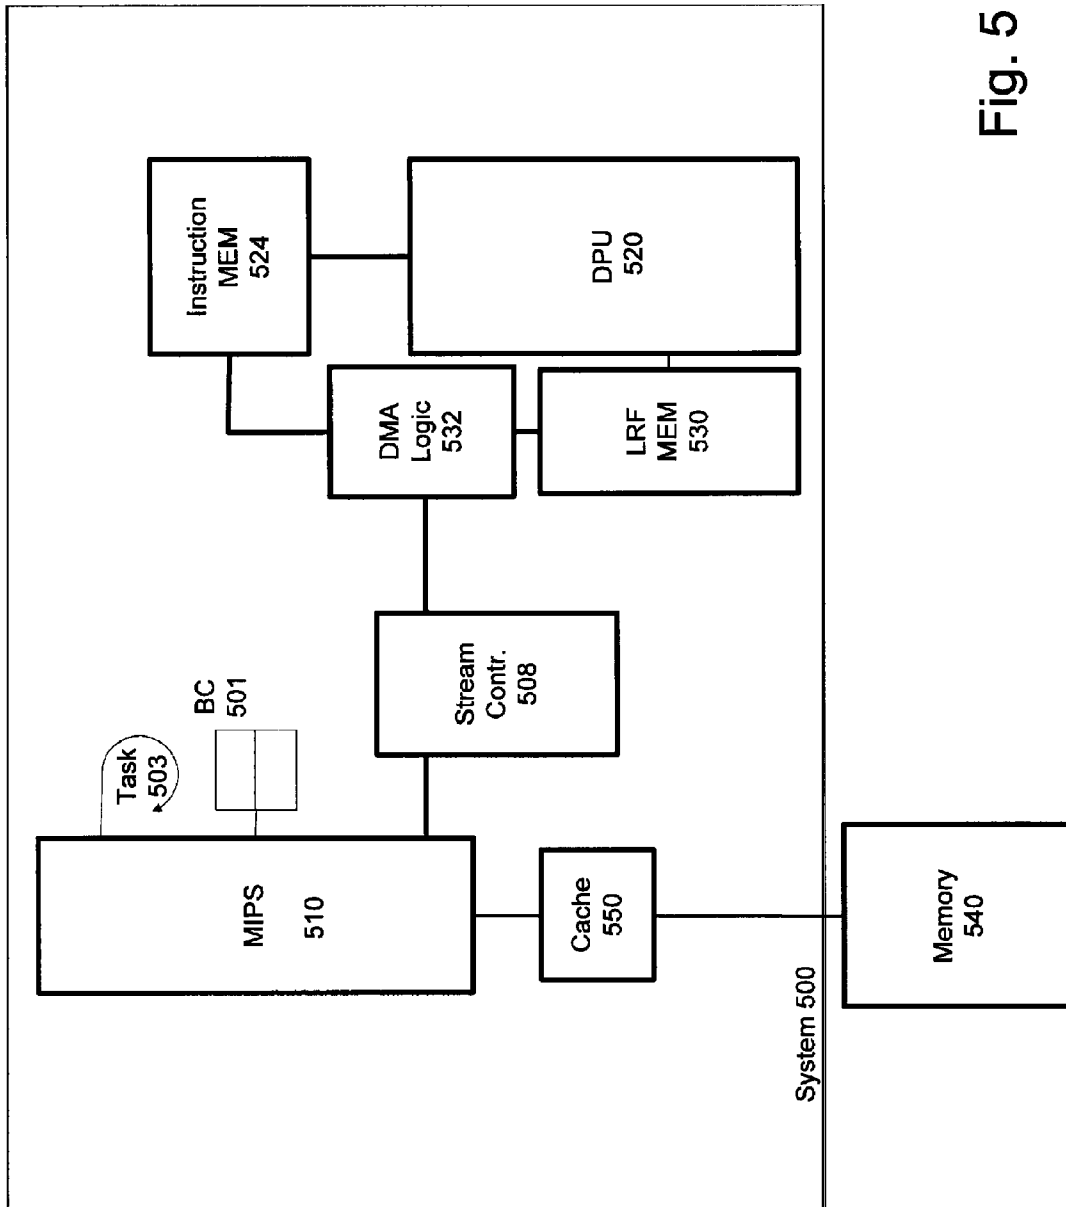 Task
503
BC
501
MIPS
510
Cache
550
Stream
Contr.
508
DMA
Logic
532
Instruction
MEM
524
LRF
MEM
530
DPU
520
System 500
Memory
540
Fig. 5